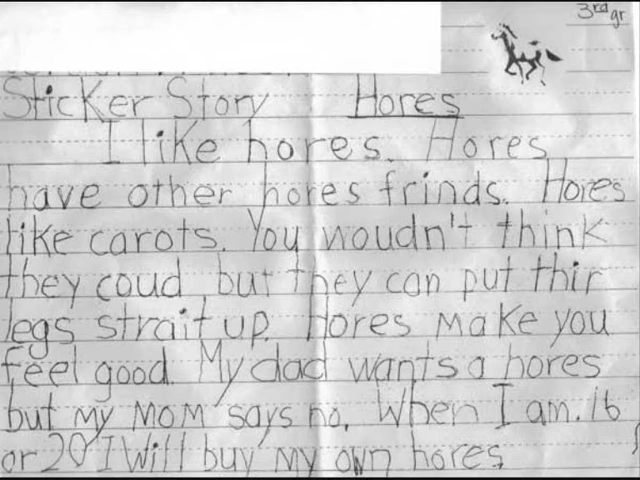 3rd gr
Sticker Story Hores
I like hores. Hores
have other hores frinds. Hores
like carots. You woudn't think
they coud but they can put thir
legs strait up. Hores make you
feel good. My dad wants a hores
but my mom says no. When I am. 16
or 20 I Will buy my own hores